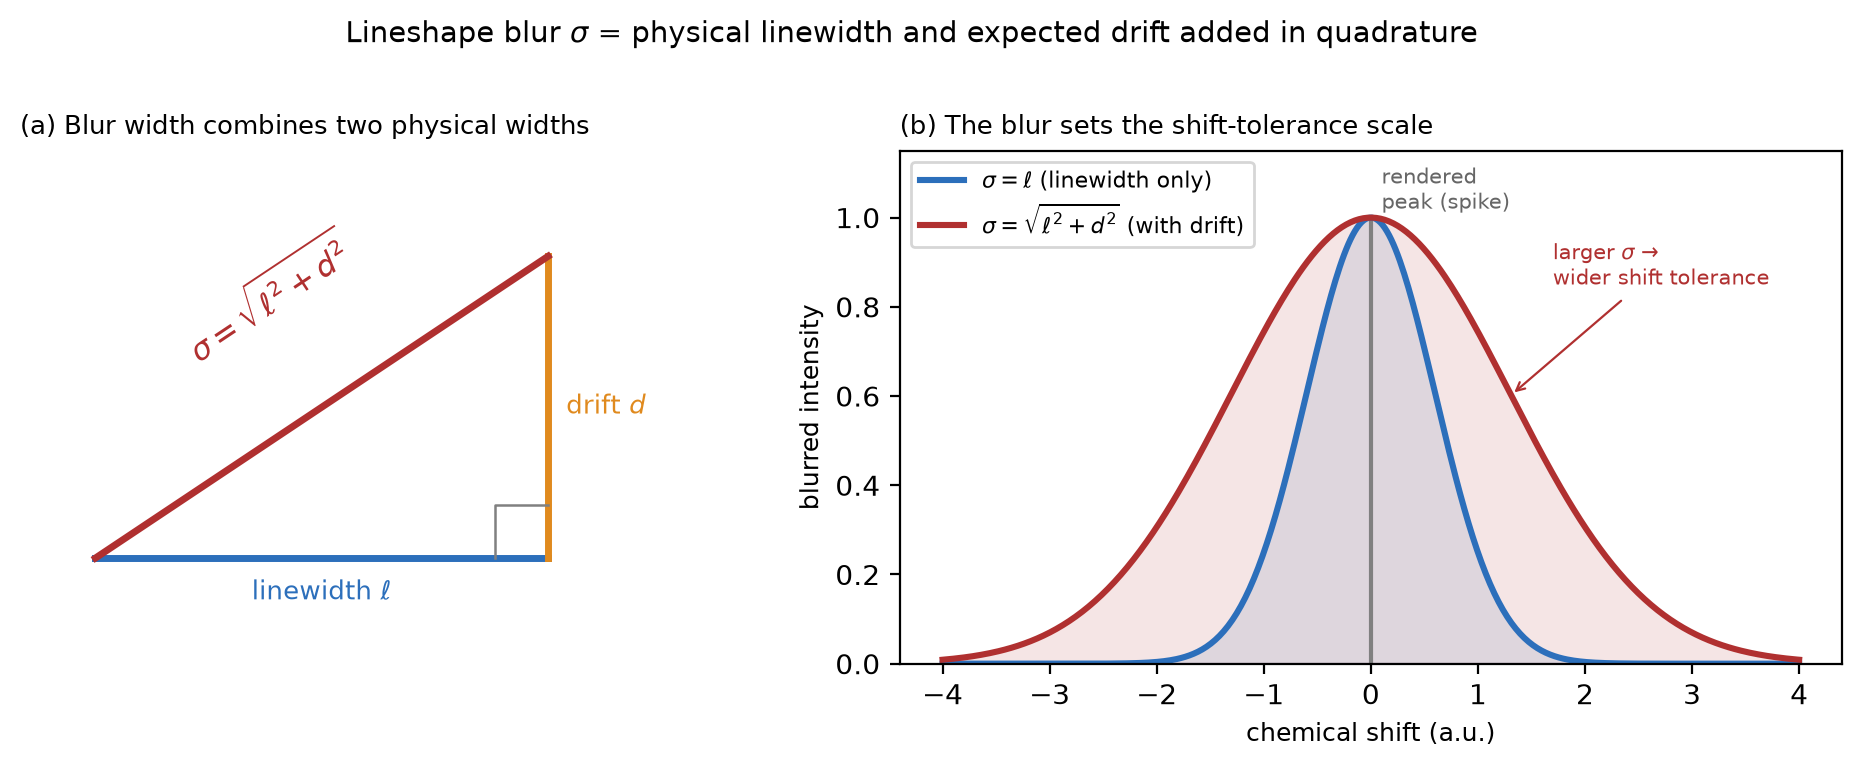 Lineshape blur σ = physical linewidth and expected drift added in quadrature
(a) Blur width combines two physical widths
σ = √ℓ² + d²
drift d
linewidth ℓ
(b) The blur sets the shift-tolerance scale
σ = ℓ (linewidth only)
σ = √ℓ² + d² (with drift)
rendered
peak (spike)
larger σ →
wider shift tolerance
blurred intensity
1.0
0.8
0.6
0.4
0.2
0.0
−4 −3 −2 −1 0 1 2 3 4
chemical shift (a.u.)